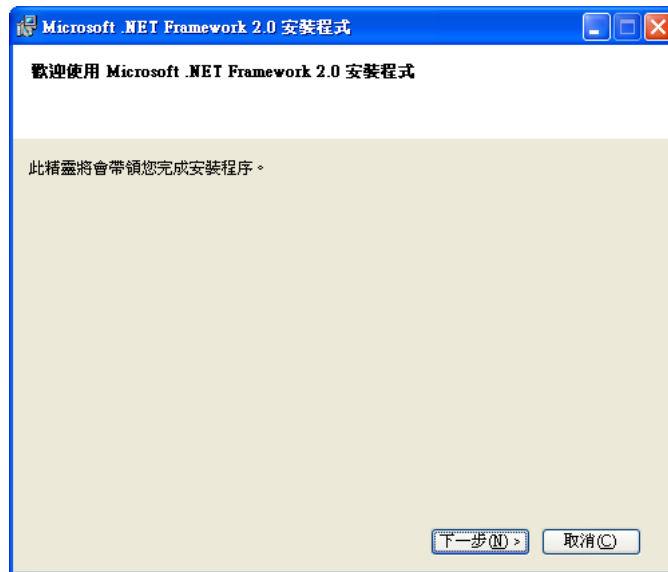 Microsoft .NET Framework 2.0 安裝程式
歡迎使用 Microsoft .NET Framework 2.0 安裝程式
此精靈將會帶領您完成安裝程序。
下一步(N) > 取消(C)